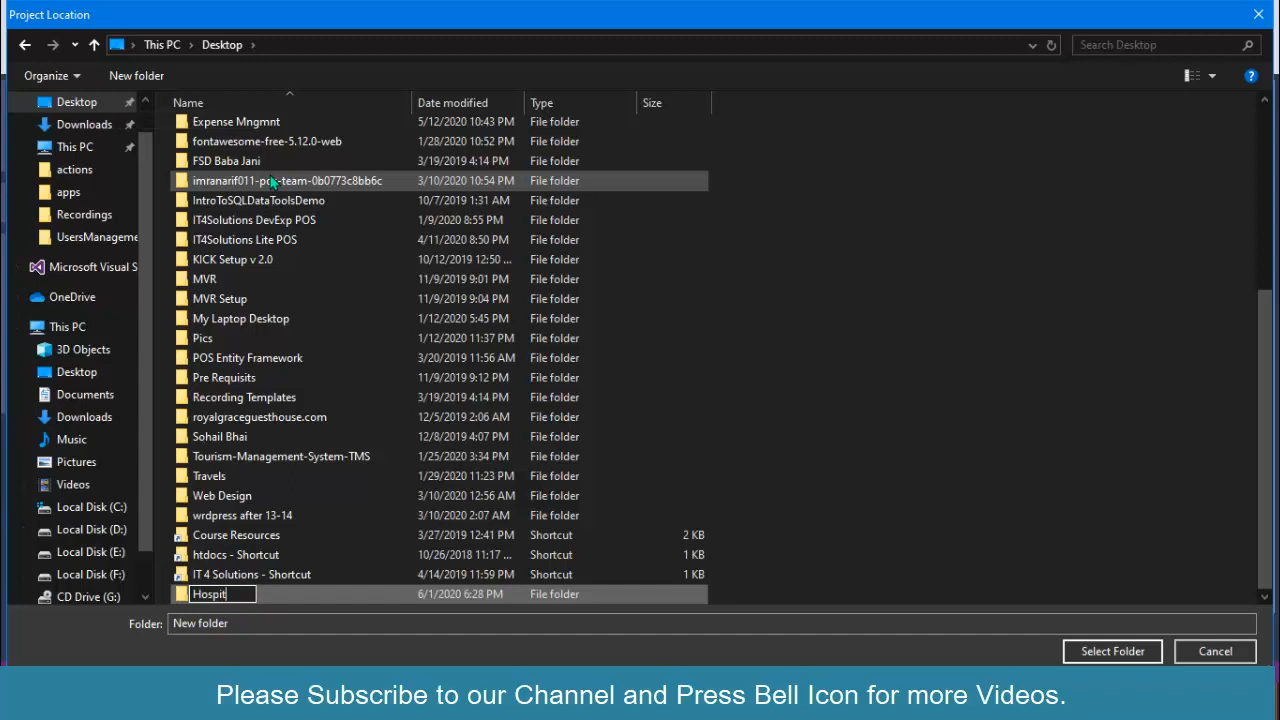 Project Location
This PC Desktop Search Desktop
Organize New folder
Name Date modified Type Size
Desktop
Downloads
This PC
actions
apps
Recordings
UsersManageme
Microsoft Visual S
OneDrive
This PC
3D Objects
Desktop
Documents
Downloads
Music
Pictures
Videos
Local Disk (C:)
Local Disk (D:)
Local Disk (E:)
Local Disk (F:)
CD Drive (G:)
Expense Mngmnt 5/12/2020 10:43 PM File folder
fontawesome-free-5.12.0-web 1/28/2020 10:52 PM File folder
FSD Baba Jani 3/19/2019 4:14 PM File folder
3/10/2020 10:54 PM File folder
IntroToSQLDataToolsDemo 10/7/2019 1:31 AM File folder
IT4Solutions DevExp POS 1/9/2020 8:55 PM File folder
IT4Solutions Lite POS 4/11/2020 8:50 PM File folder
KICK Setup v 2.0 10/12/2019 12:50 ... File folder
MVR 11/9/2019 9:01 PM File folder
MVR Setup 11/9/2019 9:04 PM File folder
My Laptop Desktop 1/12/2020 5:45 PM File folder
Pics 1/12/2020 11:37 PM File folder
POS Entity Framework 3/20/2019 11:56 AM File folder
Pre Requisits 11/9/2019 9:12 PM File folder
Recording Templates 3/19/2019 4:14 PM File folder
royalgraceguesthouse.com 12/5/2019 2:06 AM File folder
Sohail Bhai 12/8/2019 4:07 PM File folder
Tourism-Management-System-TMS 1/25/2020 3:34 PM File folder
Travels 1/29/2020 11:23 PM File folder
Web Design 3/10/2020 12:56 AM File folder
wrdpress after 13-14 3/10/2020 2:07 AM File folder
Course Resources 3/27/2019 12:41 PM Shortcut 2 KB
htdocs - Shortcut 10/26/2018 11:17 ... Shortcut 1 KB
IT 4 Solutions - Shortcut 4/14/2019 11:59 PM Shortcut 1 KB
Hospit 6/1/2020 6:28 PM File folder
Folder: New folder
Select Folder Cancel
Please Subscribe to our Channel and Press Bell Icon for more Videos.